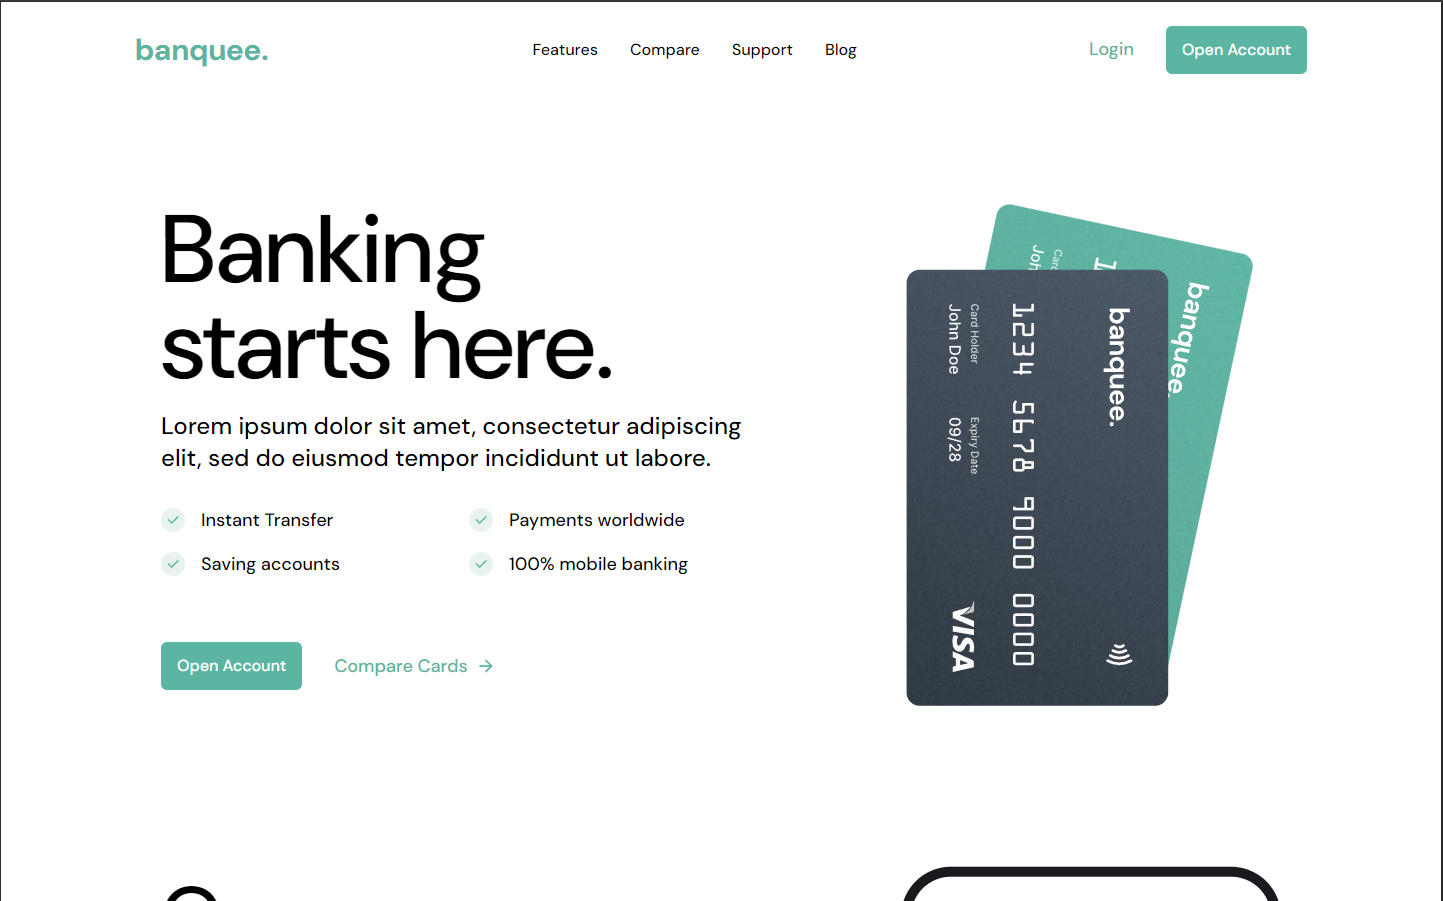 banquee.
Features
Compare
Support
Blog
Login
Open Account
Banking
starts here.
Lorem ipsum dolor sit amet, consectetur adipiscing
elit, sed do eiusmod tempor incididunt ut labore.
Instant Transfer
Payments worldwide
Saving accounts
100% mobile banking
Open Account
Compare Cards
banquee.
banquee.
1234 5678 9000 0000
Card Holder
John Doe
Expiry Date
09/28
VISA